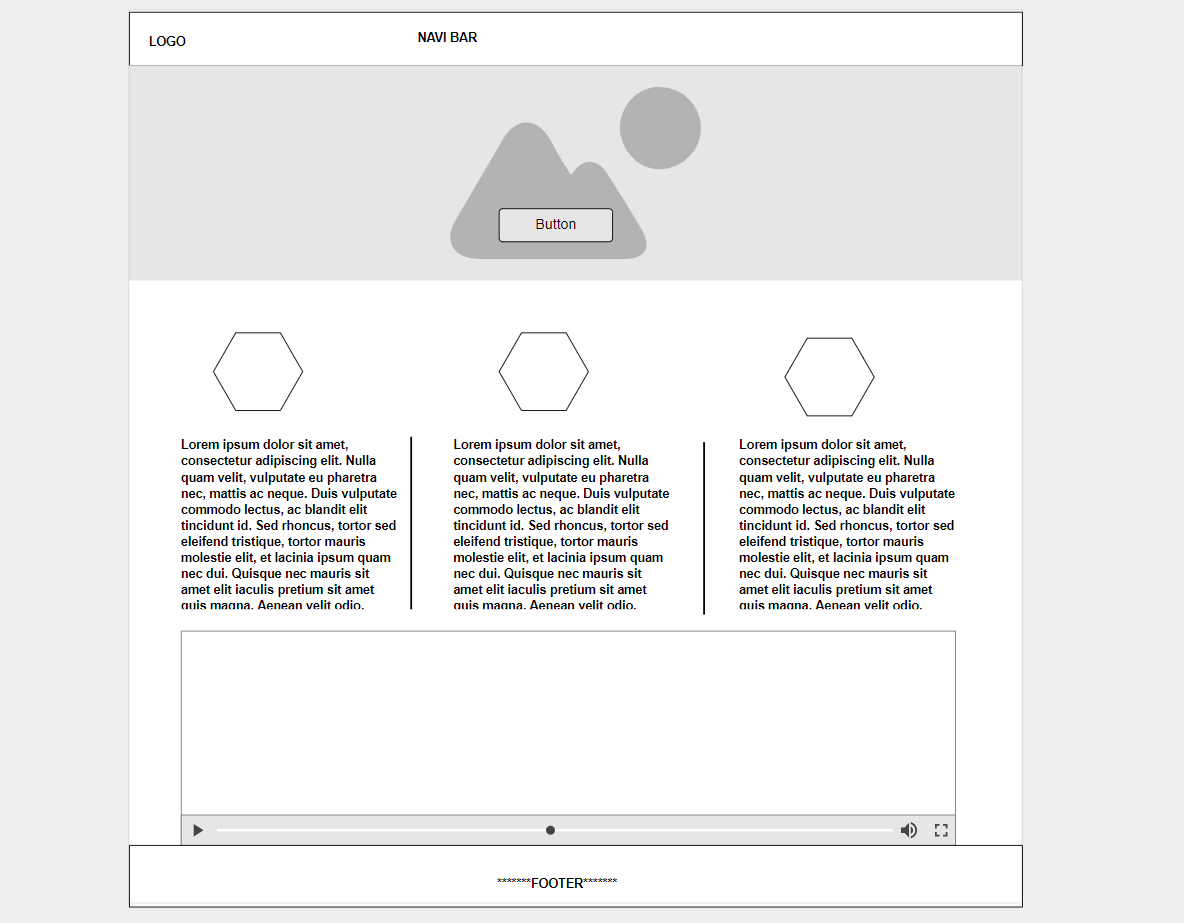 LOGO
NAVI BAR
Button
Lorem ipsum dolor sit amet,
consectetur adipiscing elit. Nulla
quam velit, vulputate eu pharetra
nec, mattis ac neque. Duis vulputate
commodo lectus, ac blandit elit
tincidunt id. Sed rhoncus, tortor sed
eleifend tristique, tortor mauris
molestie elit, et lacinia ipsum quam
nec dui. Quisque nec mauris sit
amet elit iaculis pretium sit amet
quis magna. Aenean velit odio,
Lorem ipsum dolor sit amet,
consectetur adipiscing elit. Nulla
quam velit, vulputate eu pharetra
nec, mattis ac neque. Duis vulputate
commodo lectus, ac blandit elit
tincidunt id. Sed rhoncus, tortor sed
eleifend tristique, tortor mauris
molestie elit, et lacinia ipsum quam
nec dui. Quisque nec mauris sit
amet elit iaculis pretium sit amet
quis magna. Aenean velit odio,
Lorem ipsum dolor sit amet,
consectetur adipiscing elit. Nulla
quam velit, vulputate eu pharetra
nec, mattis ac neque. Duis vulputate
commodo lectus, ac blandit elit
tincidunt id. Sed rhoncus, tortor sed
eleifend tristique, tortor mauris
molestie elit, et lacinia ipsum quam
nec dui. Quisque nec mauris sit
amet elit iaculis pretium sit amet
quis magna. Aenean velit odio,
*******FOOTER*******